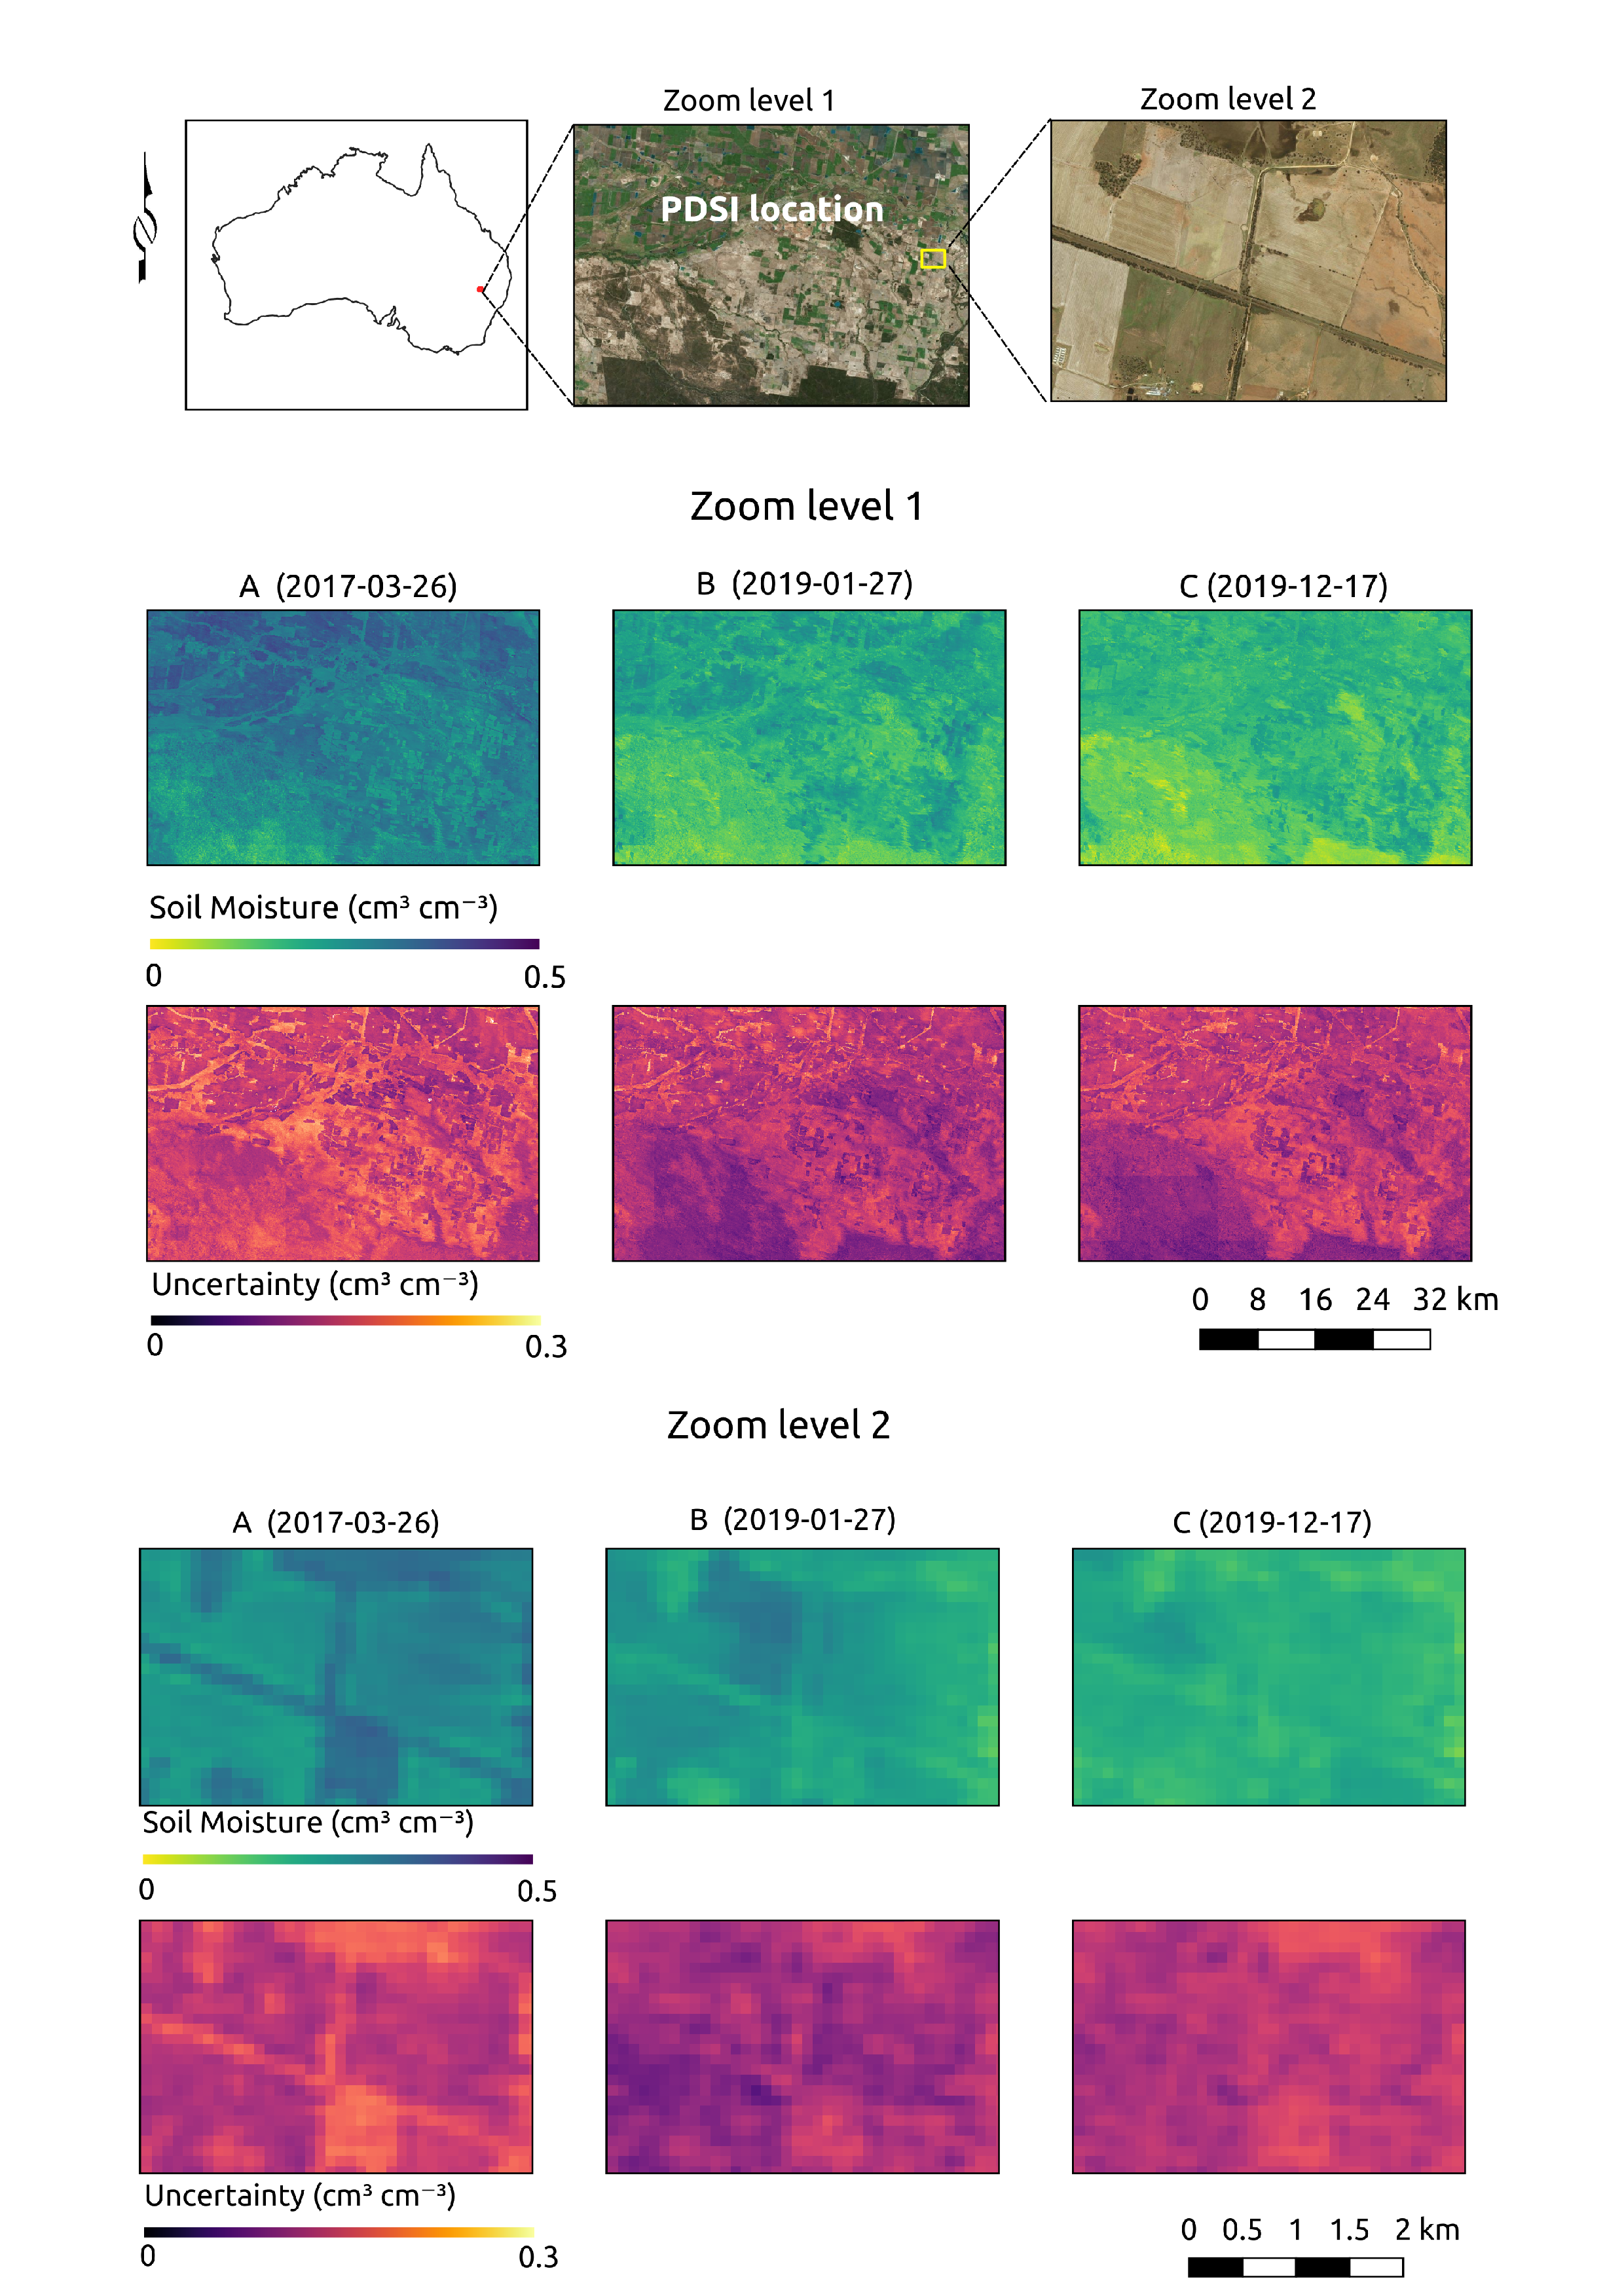 Zoom level 1
Zoom level 2
PDSI location
Zoom level 1
A (2017-03-26)
B (2019-01-27)
C (2019-12-17)
Soil Moisture (cm³ cm⁻³)
0
0.5
Uncertainty (cm³ cm⁻³)
0
0.3
0 8 16 24 32 km
Zoom level 2
A (2017-03-26)
B (2019-01-27)
C (2019-12-17)
Soil Moisture (cm³ cm⁻³)
0
0.5
Uncertainty (cm³ cm⁻³)
0
0.3
0 0.5 1 1.5 2 km